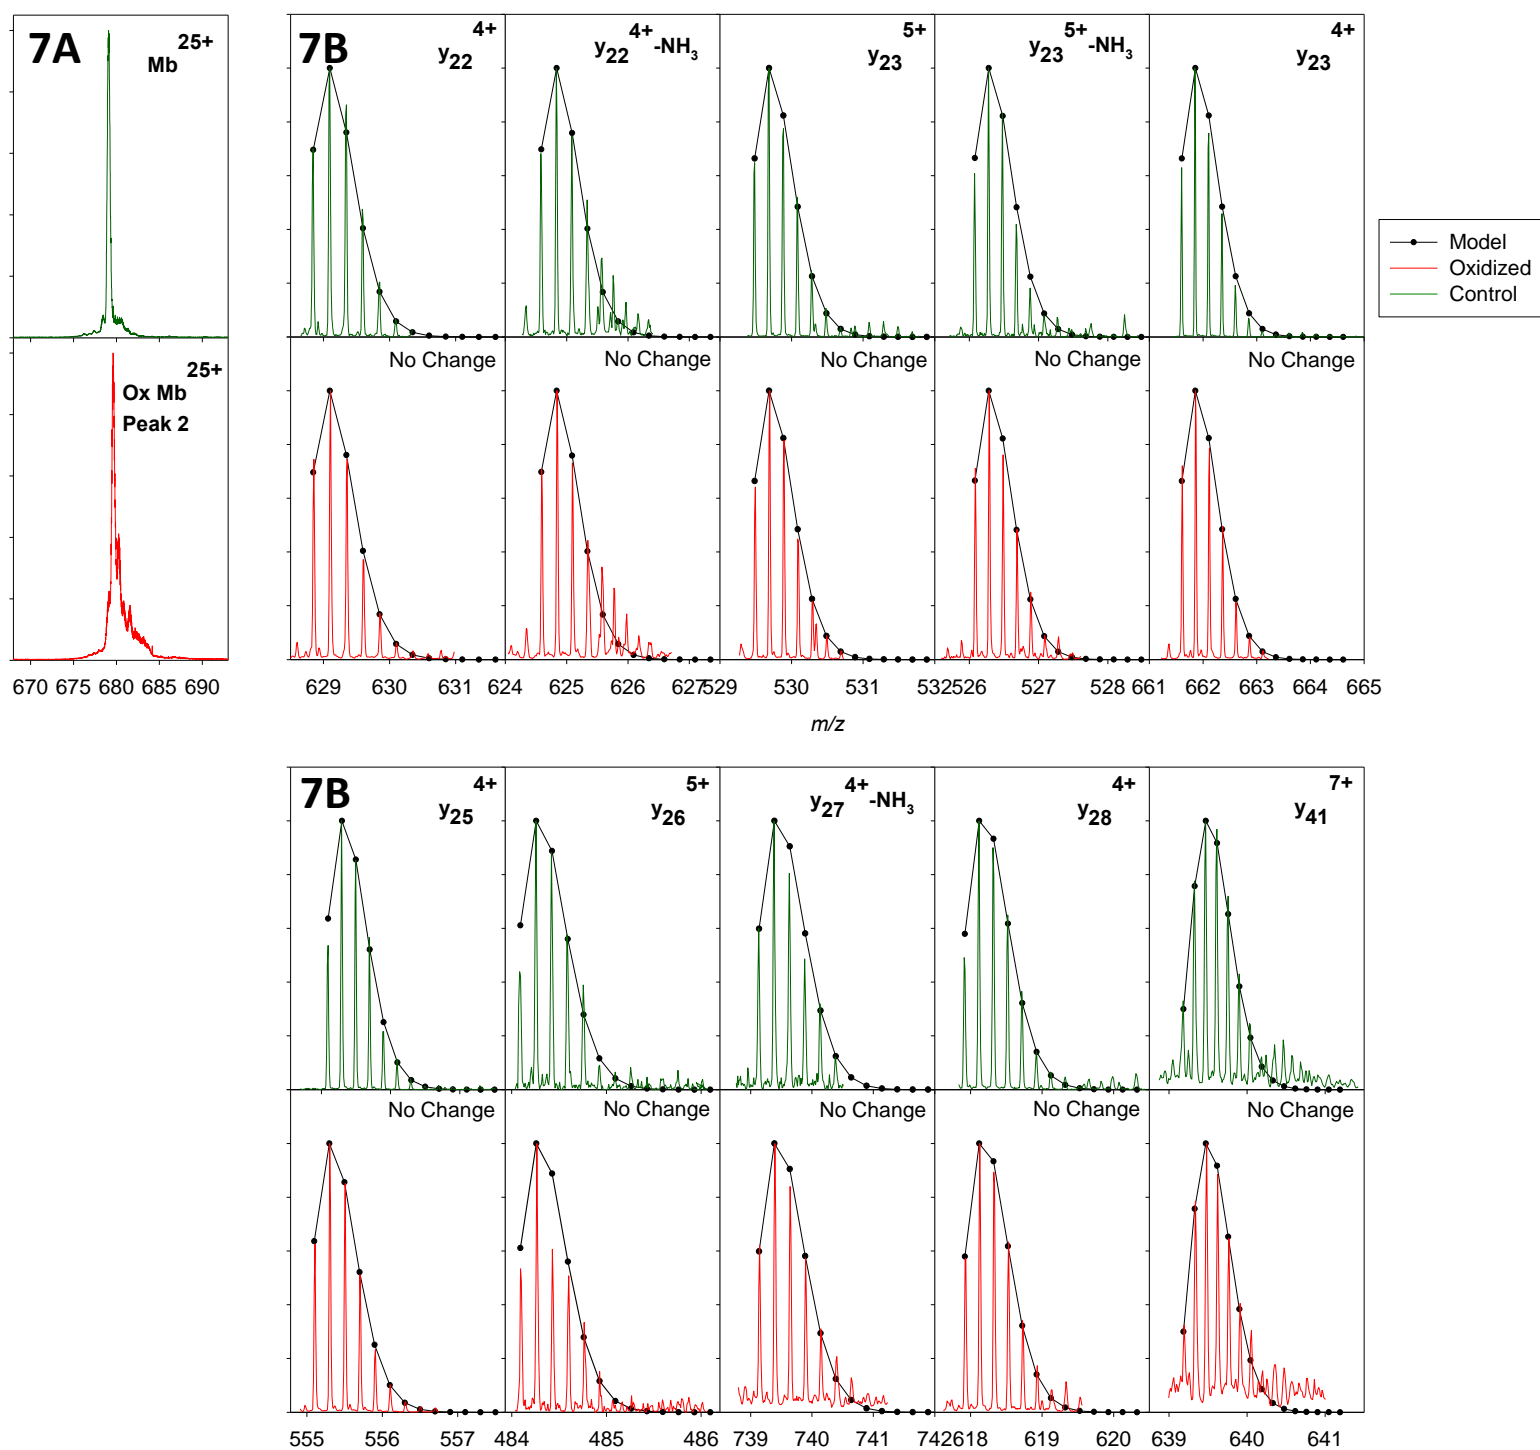 7A
Mb 25+
7B
y22 4+
y22 4+ -NH3
y23 5+
y23 5+ -NH3
y23 4+
Model
Oxidized
Control
Ox Mb 25+
Peak 2
No Change
No Change
No Change
No Change
No Change
670 675 680 685 690
629 630 631
624 625 626 627
529 530 531 532
526 527 528
661 662 663 664 665
m/z
7B
y25 4+
y26 5+
y27 4+ -NH3
y28 4+
y41 7+
No Change
No Change
No Change
No Change
No Change
555 556 557
484 485 486
739 740 741 742
618 619 620
639 640 641